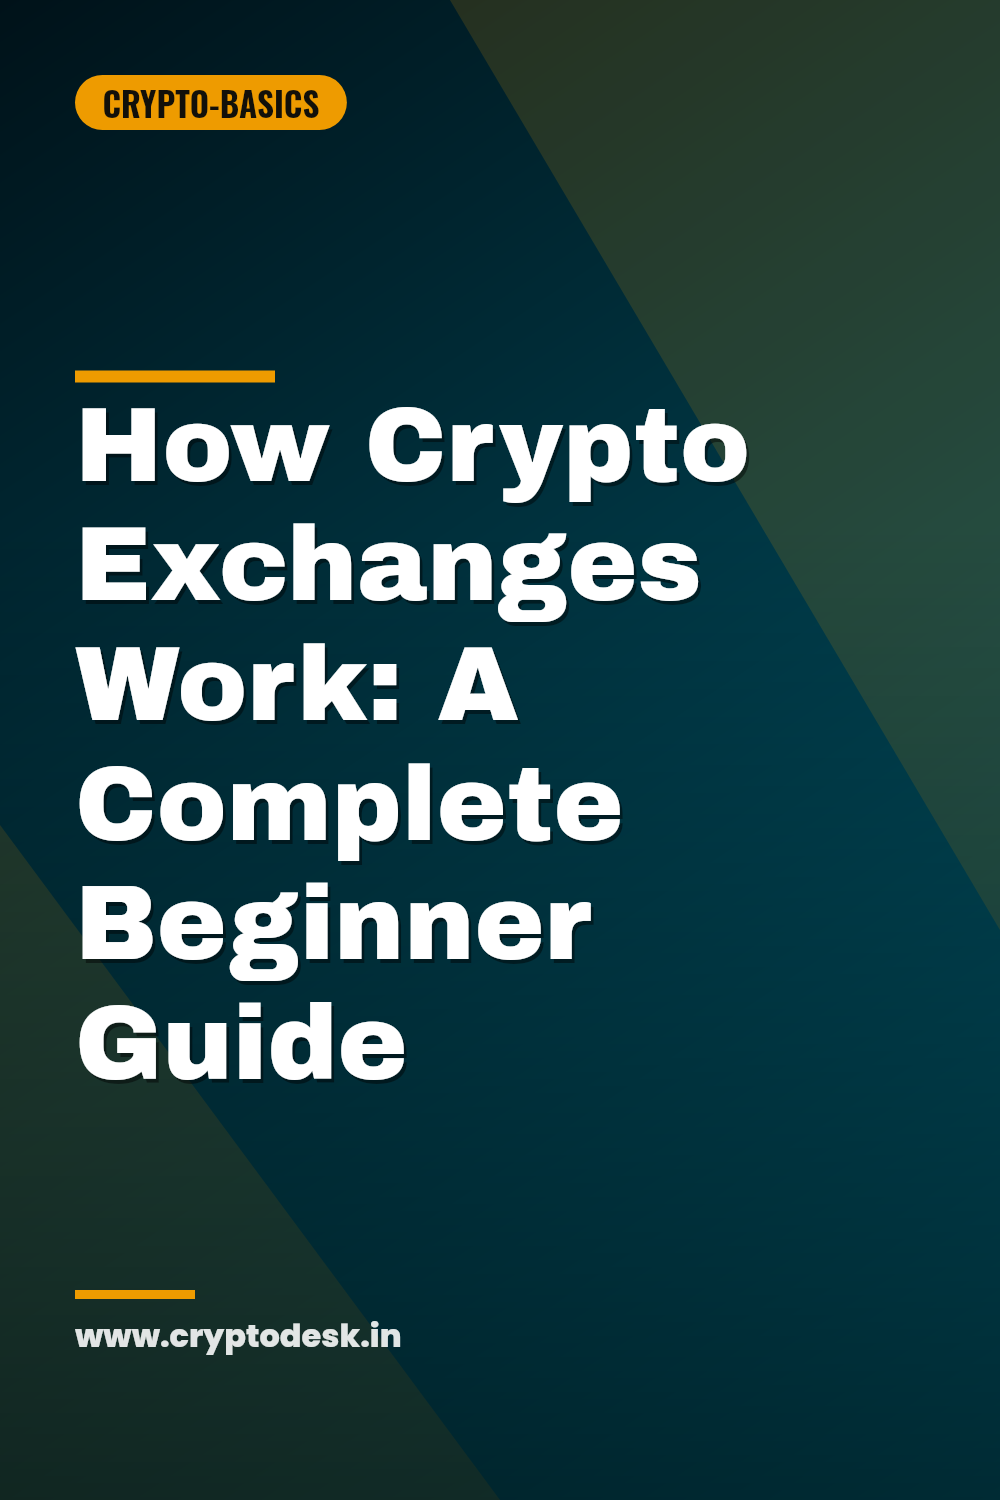 CRYPTO-BASICS
How Crypto
Exchanges
Work: A
Complete
Beginner
Guide
www.cryptodesk.in